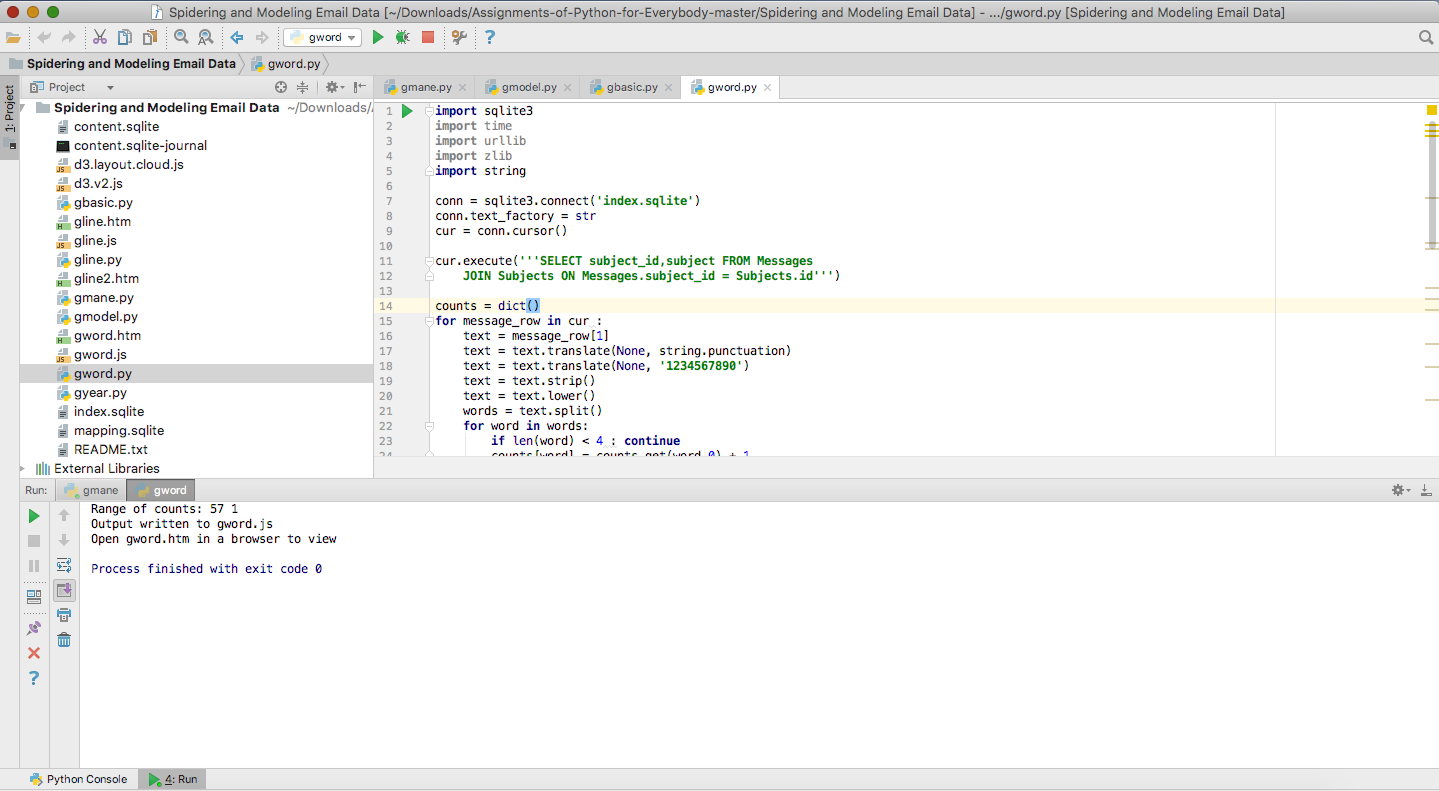 Spidering and Modeling Email Data [~/Downloads/Assignments-of-Python-for-Everybody-master/Spidering and Modeling Email Data] - .../gword.py [Spidering and Modeling Email Data]
gword
Spidering and Modeling Email Data gword.py
1: Project
Project
Spidering and Modeling Email Data ~/Downloads/
content.sqlite
content.sqlite-journal
d3.layout.cloud.js
d3.v2.js
gbasic.py
gline.htm
gline.js
gline.py
gline2.htm
gmane.py
gmodel.py
gword.htm
gword.js
gword.py
gyear.py
index.sqlite
mapping.sqlite
README.txt
External Libraries
gmane.py gmodel.py gbasic.py gword.py
1 import sqlite3
2 import time
3 import urllib
4 import zlib
5 import string
6
7 conn = sqlite3.connect('index.sqlite')
8 conn.text_factory = str
9 cur = conn.cursor()
10
11 cur.execute('''SELECT subject_id,subject FROM Messages
12     JOIN Subjects ON Messages.subject_id = Subjects.id''')
13
14 counts = dict()
15 for message_row in cur :
16     text = message_row[1]
17     text = text.translate(None, string.punctuation)
18     text = text.translate(None, '1234567890')
19     text = text.strip()
20     text = text.lower()
21     words = text.split()
22     for word in words:
23         if len(word) < 4 : continue
24         counts[word] = counts.get(word,0) + 1
Run: gmane gword
Range of counts: 57 1
Output written to gword.js
Open gword.htm in a browser to view
Process finished with exit code 0
Python Console 4: Run